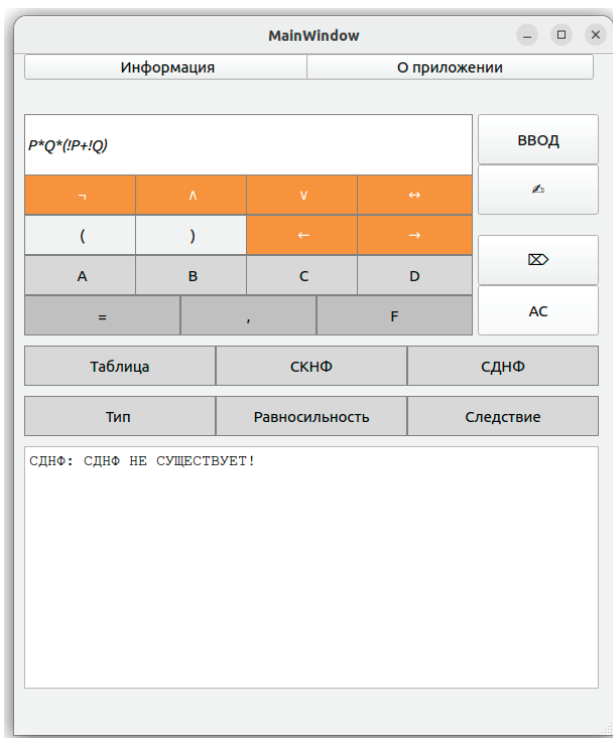 MainWindow
Информация О приложении
P*Q*(!P+!Q)
ВВОД
¬ ∧ ∨ ↔
✍
( ) ← →
⌦
A B C D
= , F
AC
Таблица СКНФ СДНФ
Тип Равносильность Следствие
СДНФ: СДНФ НЕ СУЩЕСТВУЕТ!